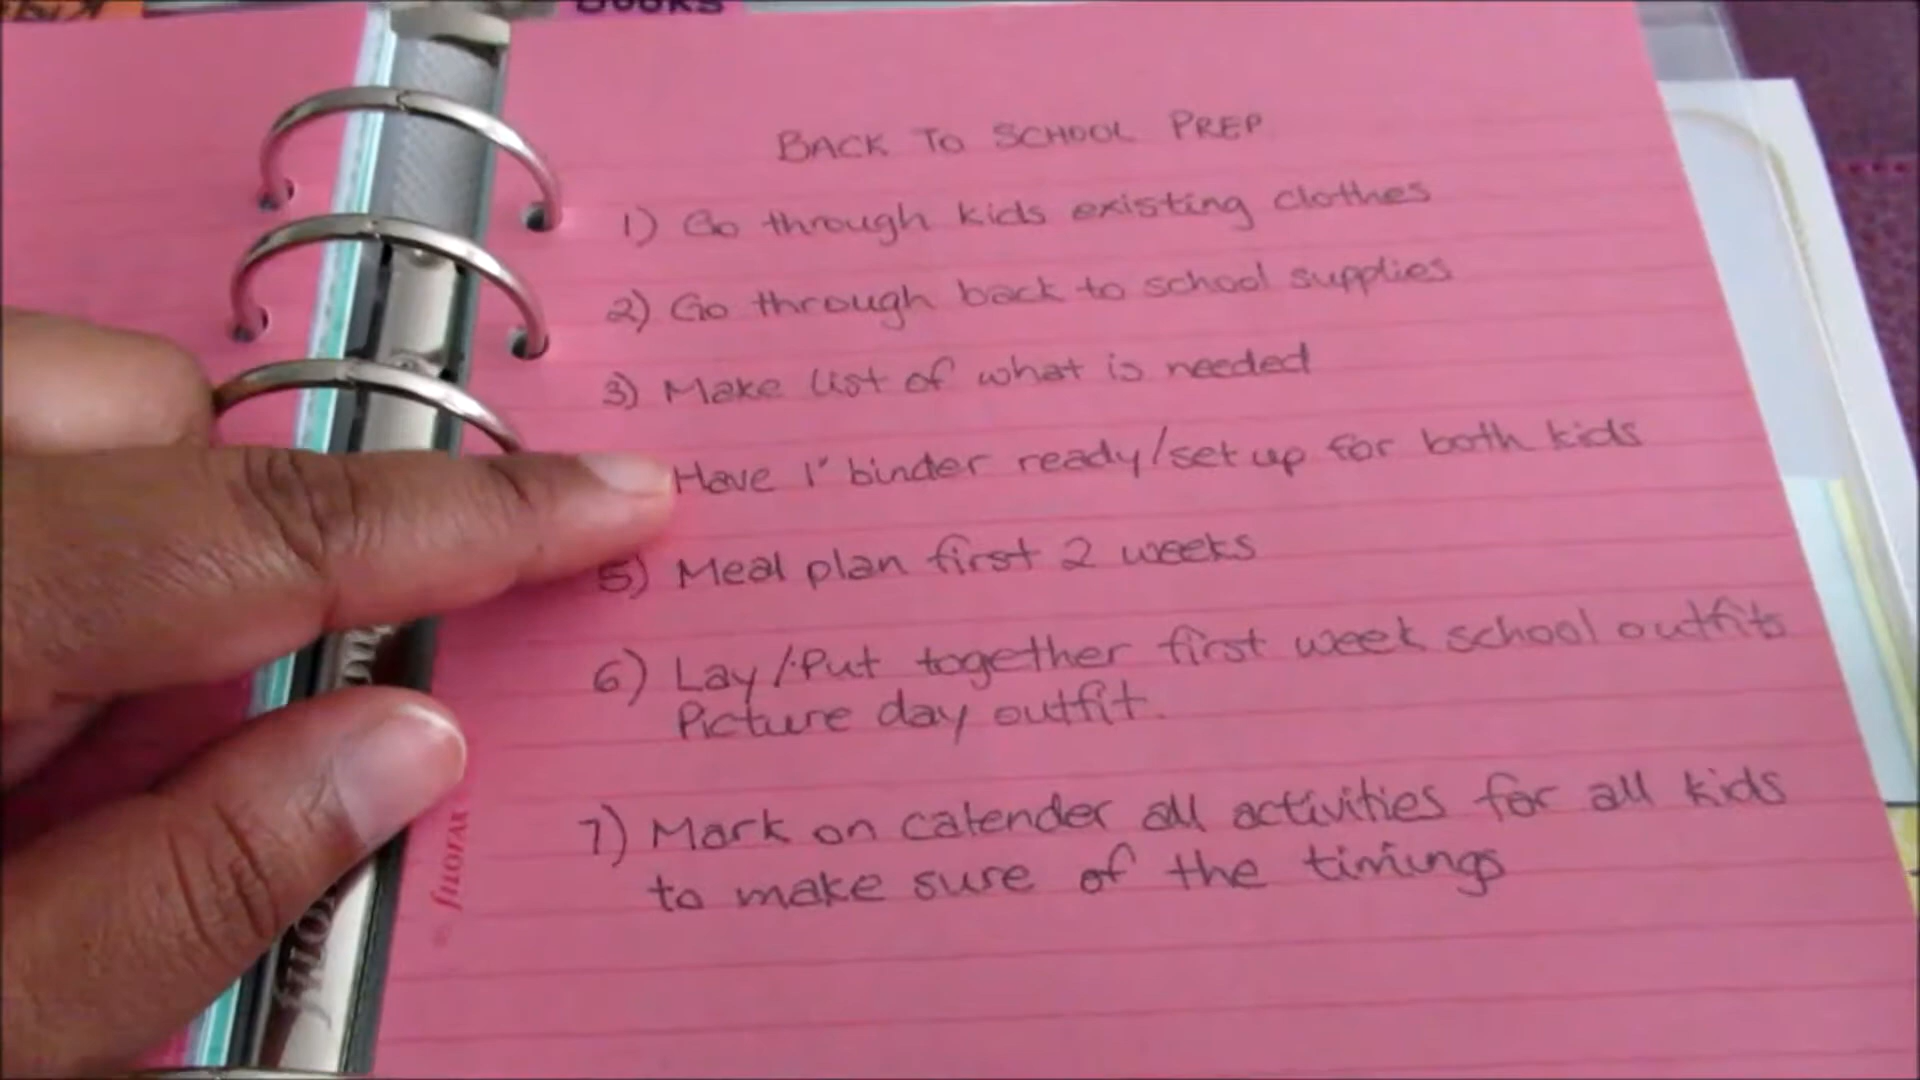 BOOKS
BACK TO SCHOOL PREP
1) Go through kids existing clothes
2) Go through back to school supplies
3) Make list of what is needed
Have 1" binder ready/set up for both kids
5) Meal plan first 2 weeks
6) Lay/Put together first week school outfits
Picture day outfit.
7) Mark on calender all activities for all kids
to make sure of the timings
filofax
filofax